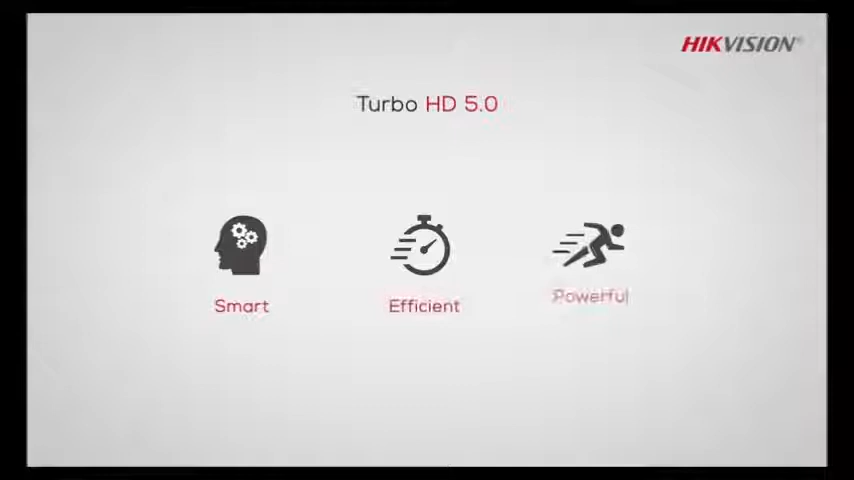 HIKVISION®
Turbo HD 5.0
Smart
Efficient
Powerful